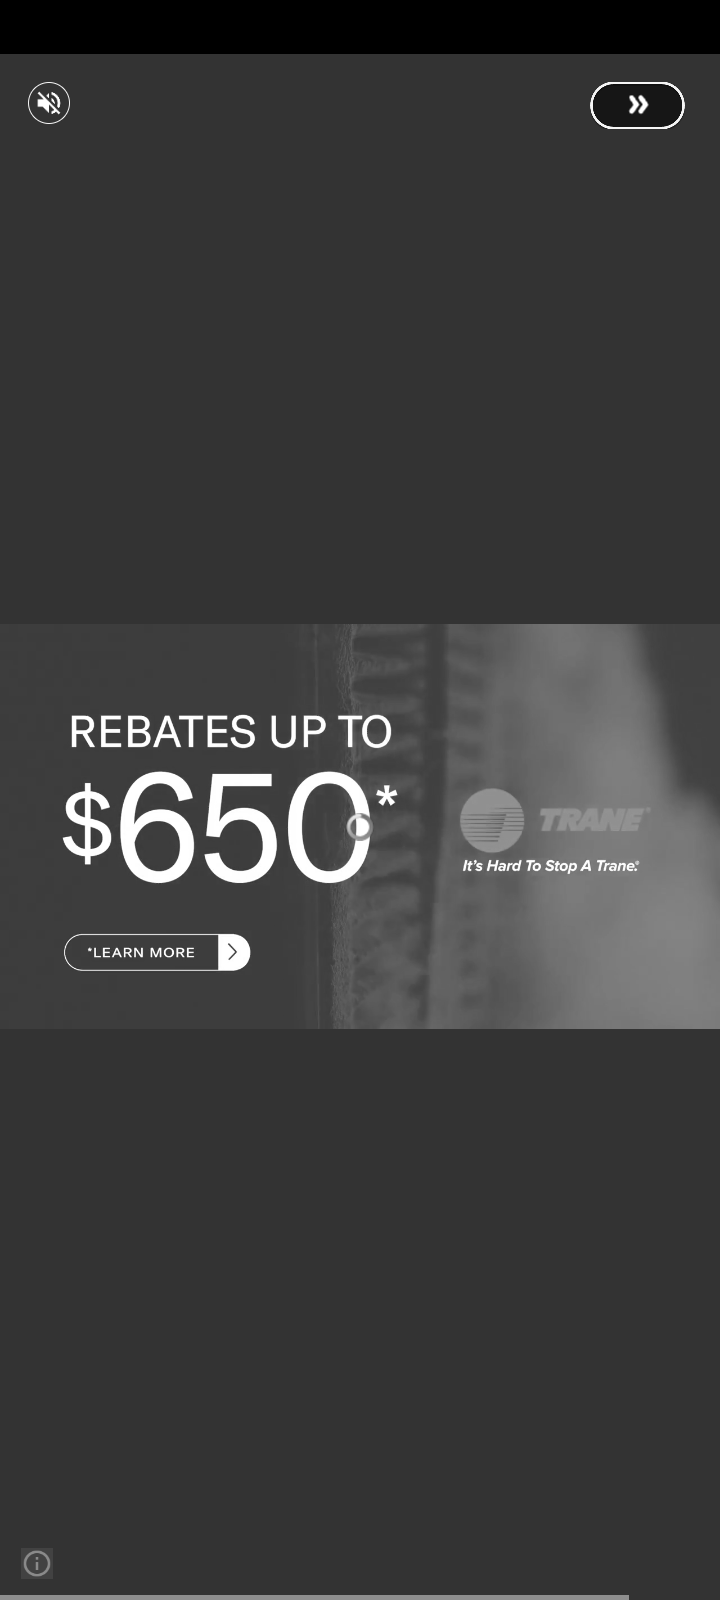 REBATES UP TO
$650*
TRANE®
It's Hard To Stop A Trane.®
*LEARN MORE